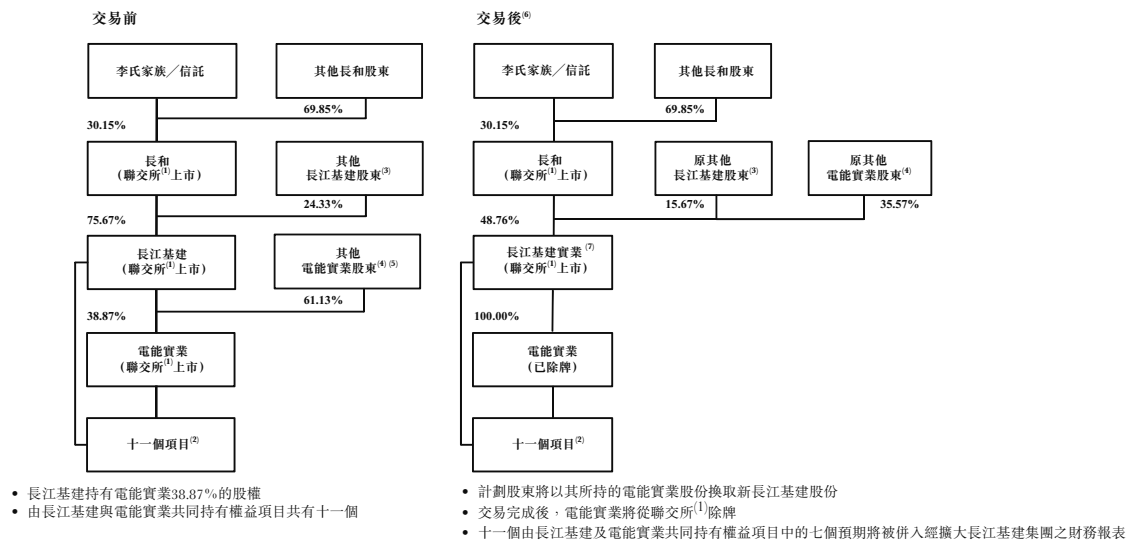 交易前
李氏家族／信託
其他長和股東
30.15%
69.85%
長和
(聯交所(1)上市)
其他
長江基建股東(3)
75.67%
24.33%
長江基建
(聯交所(1)上市)
其他
電能實業股東(4) (5)
38.87%
61.13%
電能實業
(聯交所(1)上市)
十一個項目(2)
• 長江基建持有電能實業38.87%的股權
• 由長江基建與電能實業共同持有權益項目共有十一個
交易後(6)
李氏家族／信託
其他長和股東
30.15%
69.85%
長和
(聯交所(1)上市)
原其他
長江基建股東(3)
原其他
電能實業股東(4)
48.76%
15.67%
35.57%
長江基建實業(7)
(聯交所(1)上市)
100.00%
電能實業
(已除牌)
十一個項目(2)
• 計劃股東將以其所持的電能實業股份換取新長江基建股份
• 交易完成後，電能實業將從聯交所(1)除牌
• 十一個由長江基建及電能實業共同持有權益項目中的七個預期將被併入經擴大長江基建集團之財務報表